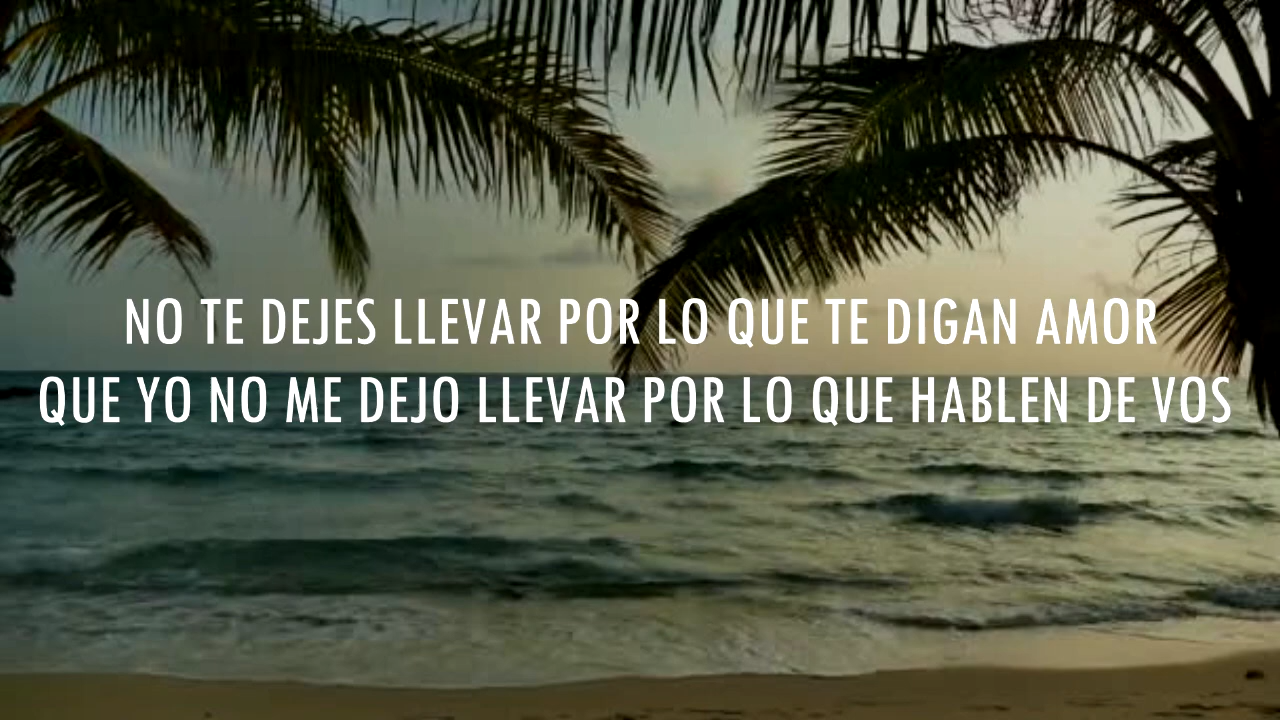 NO TE DEJES LLEVAR POR LO QUE TE DIGAN AMOR
QUE YO NO ME DEJO LLEVAR POR LO QUE HABLEN DE VOS